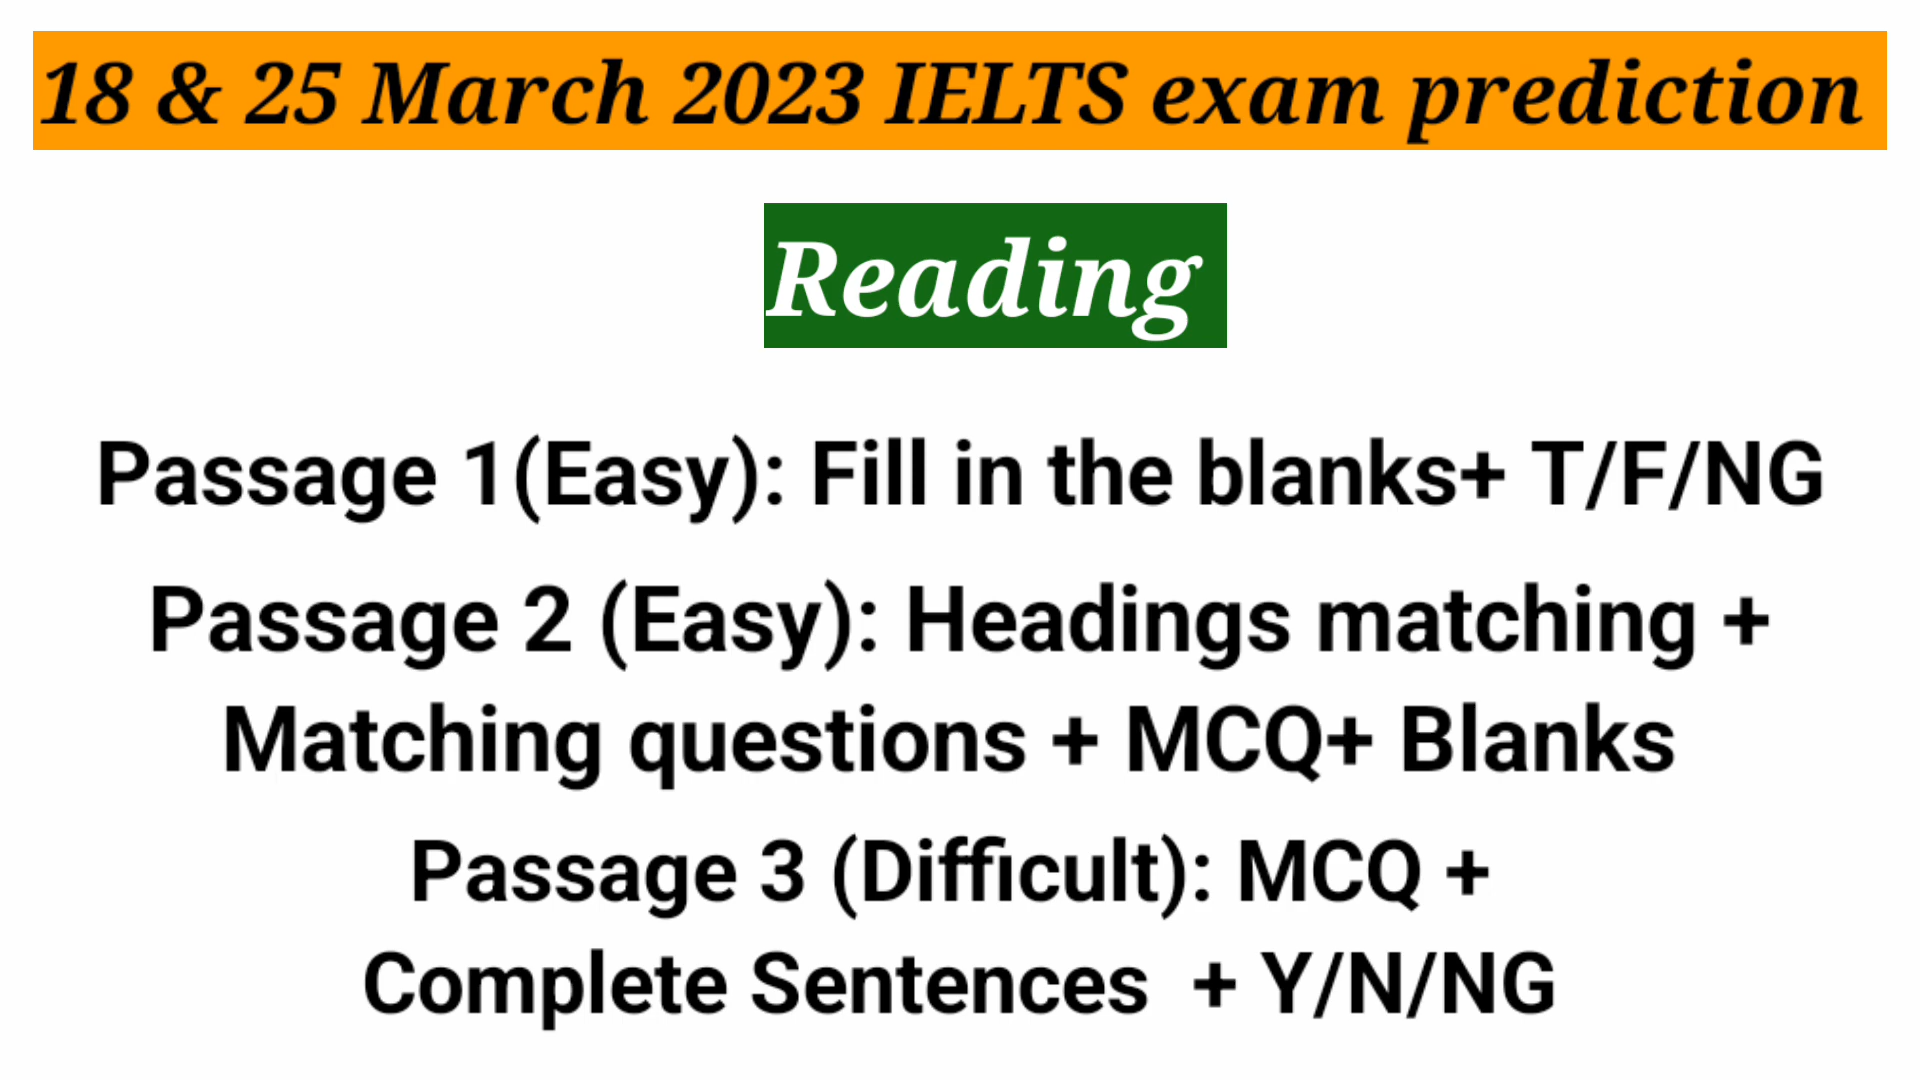 18 & 25 March 2023 IELTS exam prediction
Reading
Passage 1(Easy): Fill in the blanks+ T/F/NG
Passage 2 (Easy): Headings matching +
Matching questions + MCQ+ Blanks
Passage 3 (Difficult): MCQ +
Complete Sentences + Y/N/NG